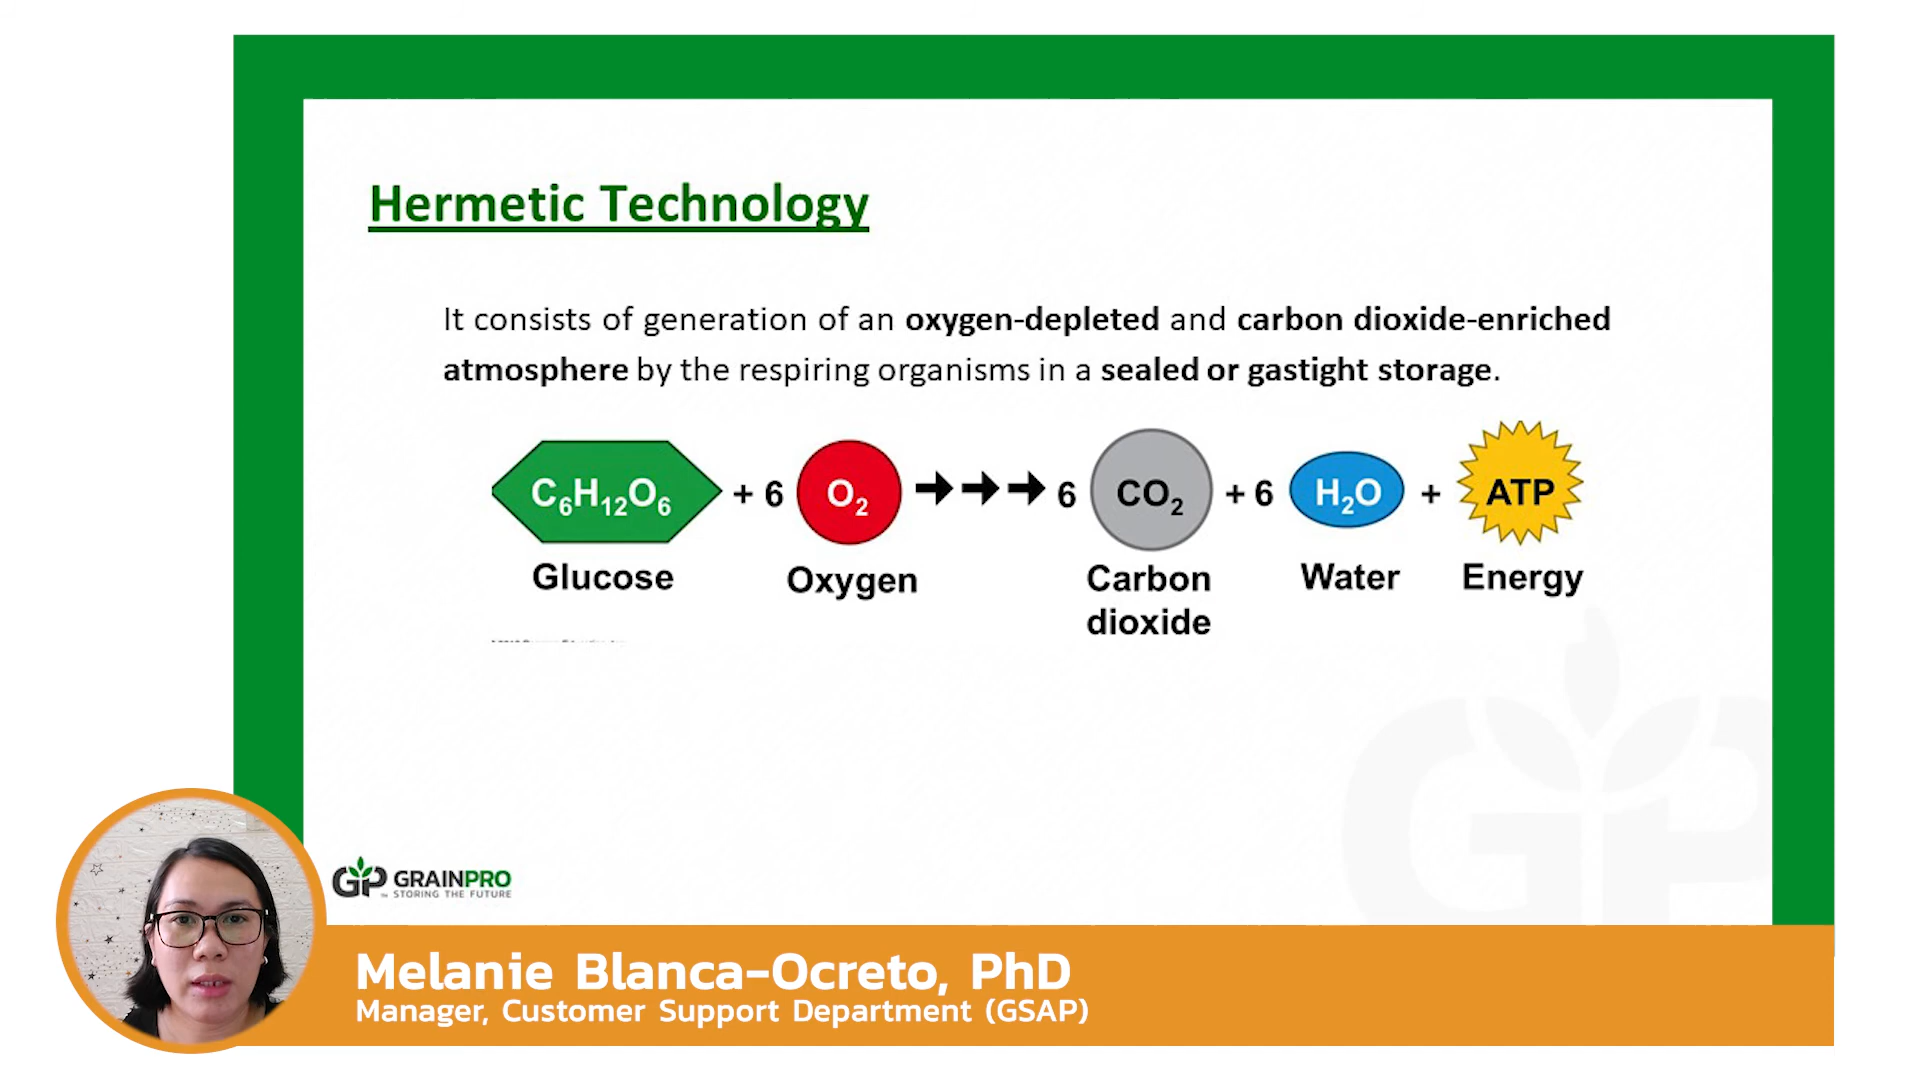 Hermetic Technology
It consists of generation of an oxygen-depleted and carbon dioxide-enriched
atmosphere by the respiring organisms in a sealed or gastight storage.
C6H12O6 + 6 O2 → → → 6 CO2 + 6 H2O + ATP
Glucose Oxygen Carbon dioxide Water Energy
GP GRAINPRO
STORING THE FUTURE
Melanie Blanca-Ocreto, PhD
Manager, Customer Support Department (GSAP)